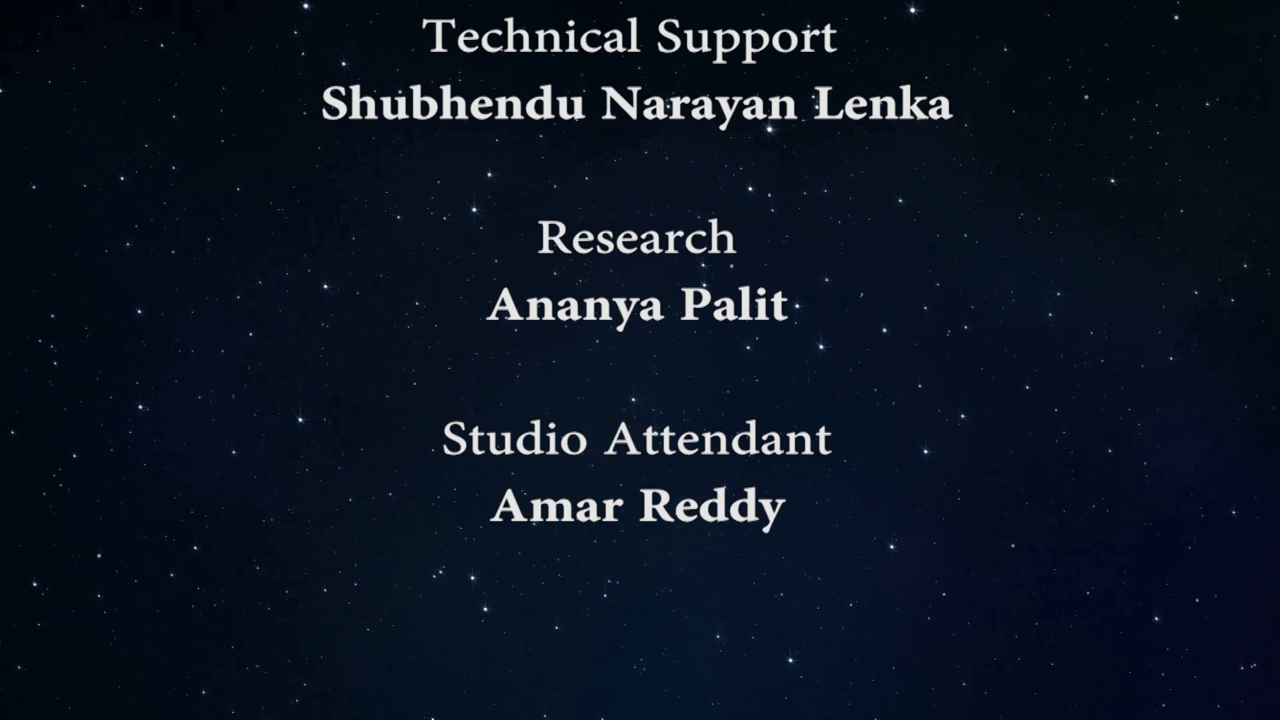 Technical Support
Shubhendu Narayan Lenka
Research
Ananya Palit
Studio Attendant
Amar Reddy